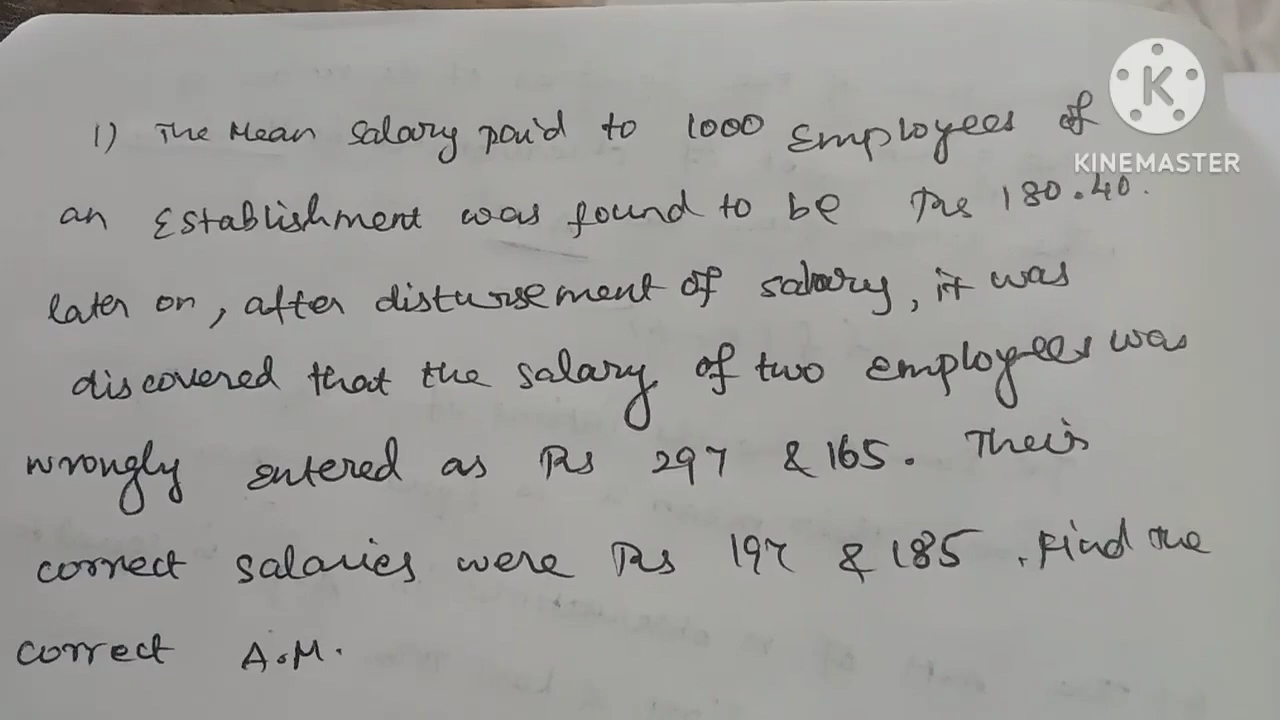 1) The Mean salary paid to 1000 Employees of
an Establishment was found to be Rs 180.40.
later on, after distursement of salary, it was
discovered that the salary of two employees was
wrongly entered as Rs 297 & 165. Their
correct salaries were Rs 197 & 185. Find the
correct A.M.
K
KINEMASTER